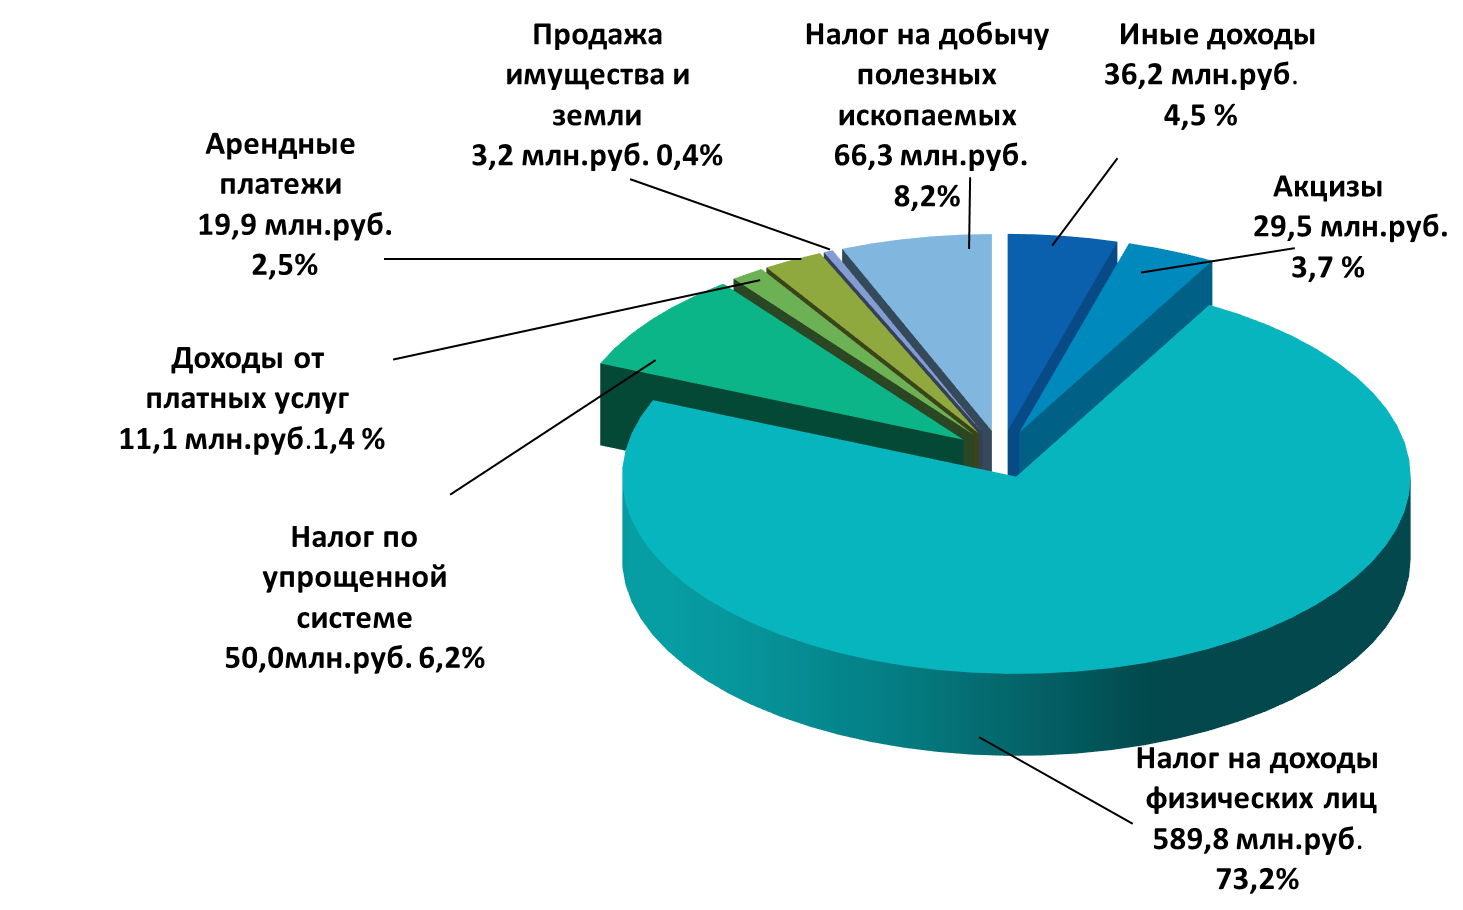 Продажа
имущества и
земли
3,2 млн.руб. 0,4%
Налог на добычу
полезных
ископаемых
66,3 млн.руб.
8,2%
Иные доходы
36,2 млн.руб.
4,5 %
Арендные
платежи
19,9 млн.руб.
2,5%
Акцизы
29,5 млн.руб.
3,7 %
Доходы от
платных услуг
11,1 млн.руб.1,4 %
Налог по
упрощенной
системе
50,0млн.руб. 6,2%
Налог на доходы
физических лиц
589,8 млн.руб.
73,2%